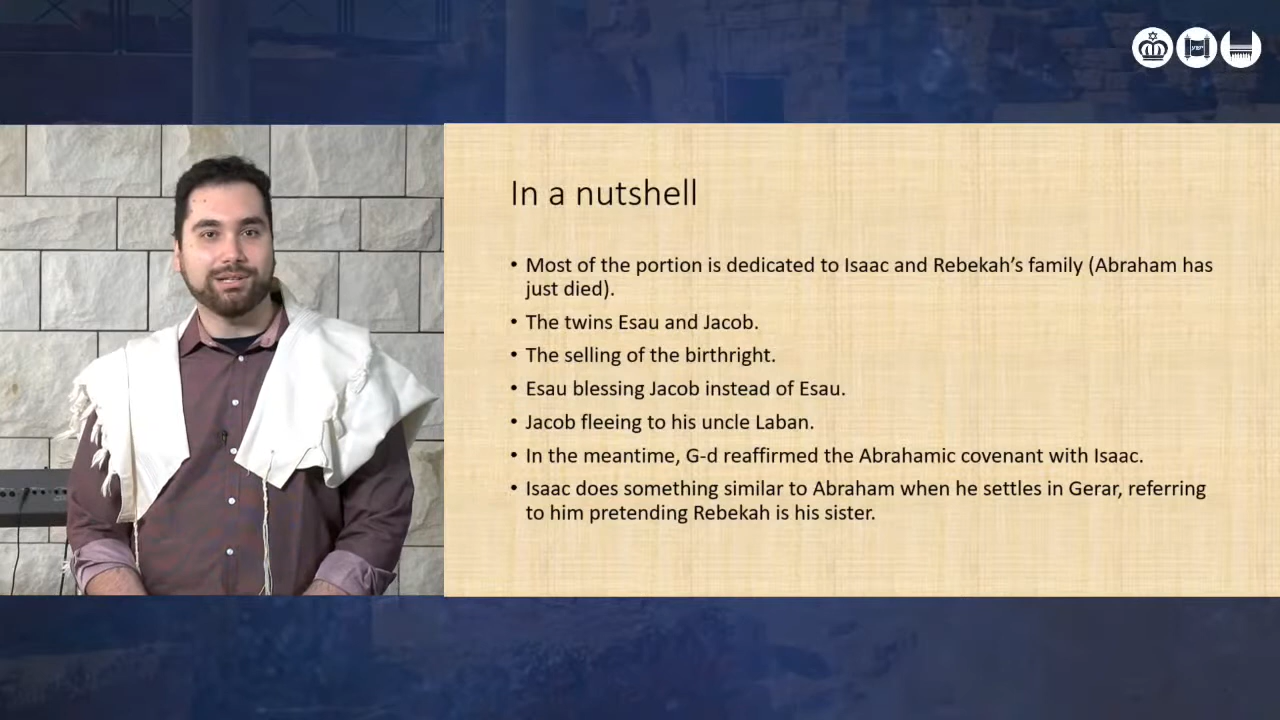 In a nutshell
• Most of the portion is dedicated to Isaac and Rebekah’s family (Abraham has
just died).
• The twins Esau and Jacob.
• The selling of the birthright.
• Esau blessing Jacob instead of Esau.
• Jacob fleeing to his uncle Laban.
• In the meantime, G-d reaffirmed the Abrahamic covenant with Isaac.
• Isaac does something similar to Abraham when he settles in Gerar, referring
to him pretending Rebekah is his sister.